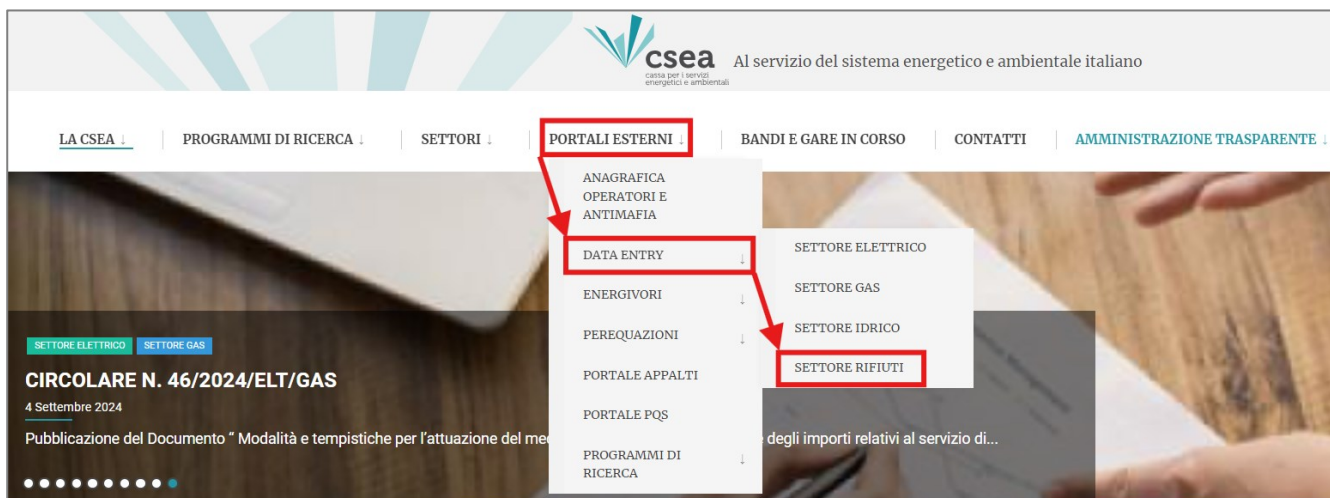 csea
cassa per i servizi
energetici e ambientali
Al servizio del sistema energetico e ambientale italiano
LA CSEA ↓
PROGRAMMI DI RICERCA ↓
SETTORI ↓
PORTALI ESTERNI ↓
BANDI E GARE IN CORSO
CONTATTI
AMMINISTRAZIONE TRASPARENTE ↓
ANAGRAFICA
OPERATORI E
ANTIMAFIA
DATA ENTRY ↓
ENERGIVORI ↓
PEREQUAZIONI ↓
PORTALE APPALTI
PORTALE PQS
PROGRAMMI DI ↓
RICERCA
SETTORE ELETTRICO
SETTORE GAS
SETTORE IDRICO
SETTORE RIFIUTI
SETTORE ELETTRICO SETTORE GAS
CIRCOLARE N. 46/2024/ELT/GAS
4 Settembre 2024
Pubblicazione del Documento “ Modalità e tempistiche per l’attuazione del degli importi relativi al servizio di...